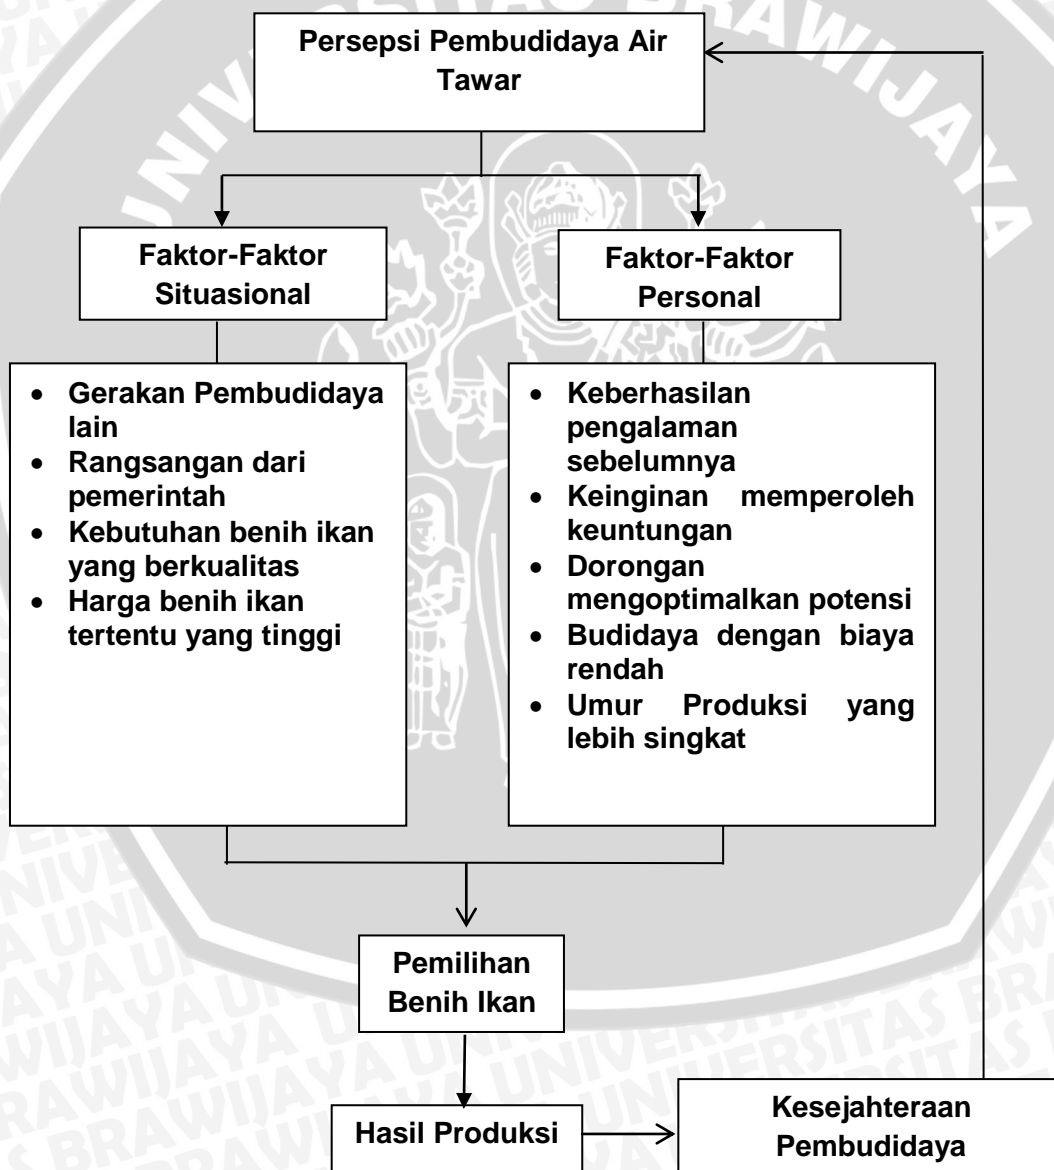 UNIVERSITAS BRAWIJAYA
Persepsi Pembudidaya Air
Tawar
Faktor-Faktor
Situasional
Faktor-Faktor
Personal
• Gerakan Pembudidaya
lain
• Rangsangan dari
pemerintah
• Kebutuhan benih ikan
yang berkualitas
• Harga benih ikan
tertentu yang tinggi
• Keberhasilan
pengalaman
sebelumnya
• Keinginan memperoleh
keuntungan
• Dorongan
mengoptimalkan potensi
• Budidaya dengan biaya
rendah
• Umur Produksi yang
lebih singkat
Pemilihan
Benih Ikan
Hasil Produksi
Kesejahteraan
Pembudidaya